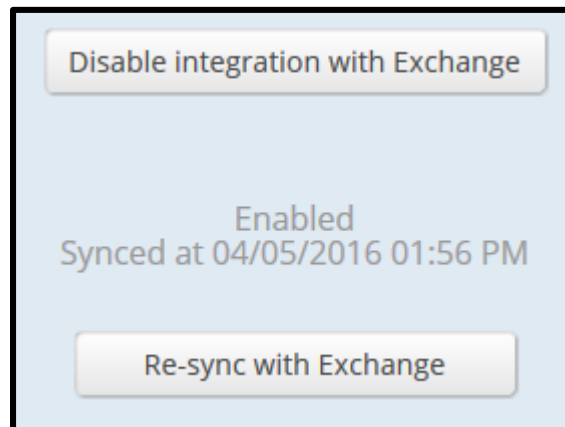 Disable integration with Exchange
Enabled
Synced at 04/05/2016 01:56 PM
Re-sync with Exchange